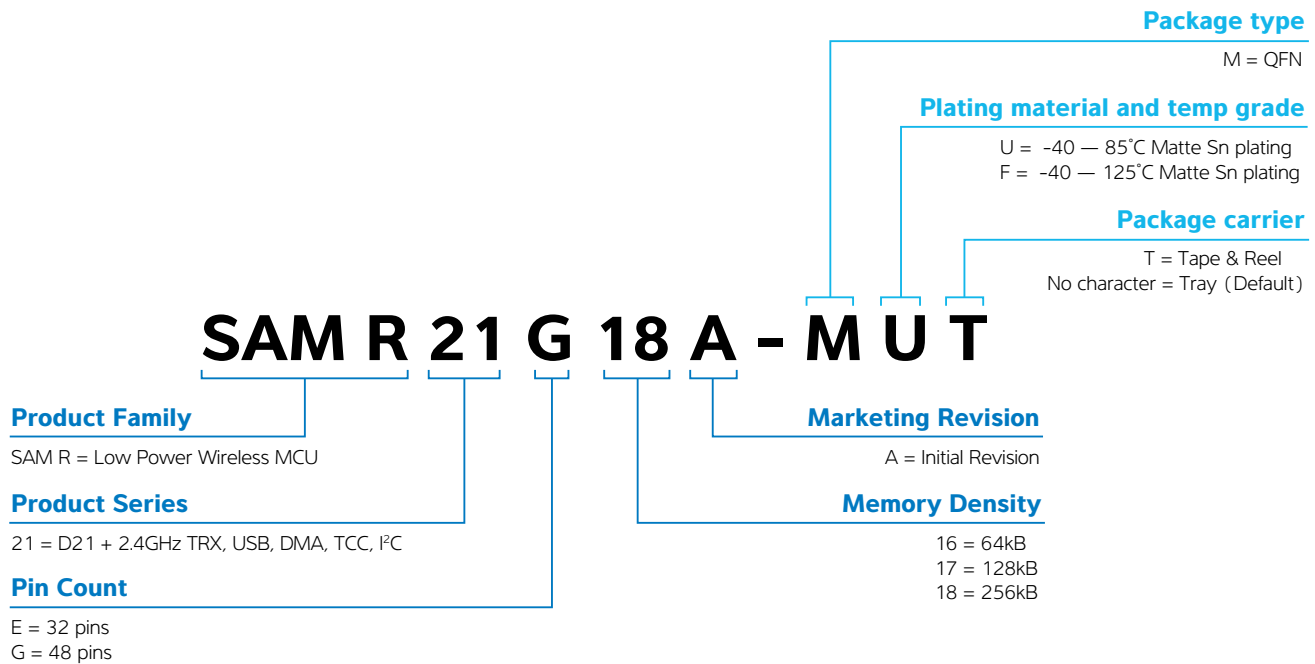 Package type
M = QFN
Plating material and temp grade
U = -40 — 85˚C Matte Sn plating
F = -40 — 125˚C Matte Sn plating
Package carrier
T = Tape & Reel
No character = Tray (Default)
SAM R 21 G 18 A - M U T
Product Family
SAM R = Low Power Wireless MCU
Product Series
21 = D21 + 2.4GHz TRX, USB, DMA, TCC, I²C
Pin Count
E = 32 pins
G = 48 pins
Marketing Revision
A = Initial Revision
Memory Density
16 = 64kB
17 = 128kB
18 = 256kB